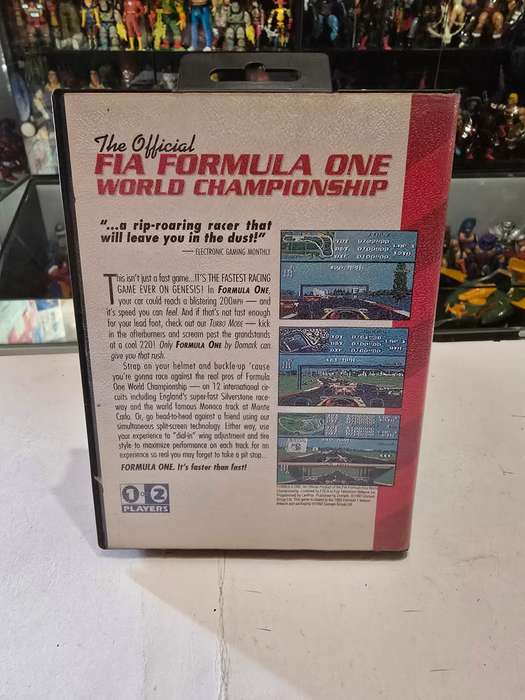 The Official
FIA FORMULA ONE
WORLD CHAMPIONSHIP
"...a rip-roaring racer that
will leave you in the dust!"
— ELECTRONIC GAMING MONTHLY
This isn't just a fast game...IT'S THE FASTEST RACING
GAME EVER ON GENESIS! In FORMULA ONE,
your car could reach a blistering 200MPH — and
it's speed you can feel. And if that's not fast enough
for your lead foot, check out our TURBO MODE — kick
in the afterburners and scream past the grandstands
at a cool 220! Only FORMULA ONE by Domark can
give you that rush.
Strap on your helmet and buckle-up 'cause
you're gonna race against the real pros of Formula
One World Championship — on 12 international cir-
cuits including England's super-fast Silverstone race-
way and the world famous Monaco track at Monte
Carlo. Or, go head-to-head against a friend using our
simultaneous split-screen technology. Either way, use
your experience to "dial-in" wing adjustment and tire
style to maximize performance on each track for an
experience so real you may forget to take a pit stop...
FORMULA ONE. It's faster than fast!
1 OR 2
PLAYERS